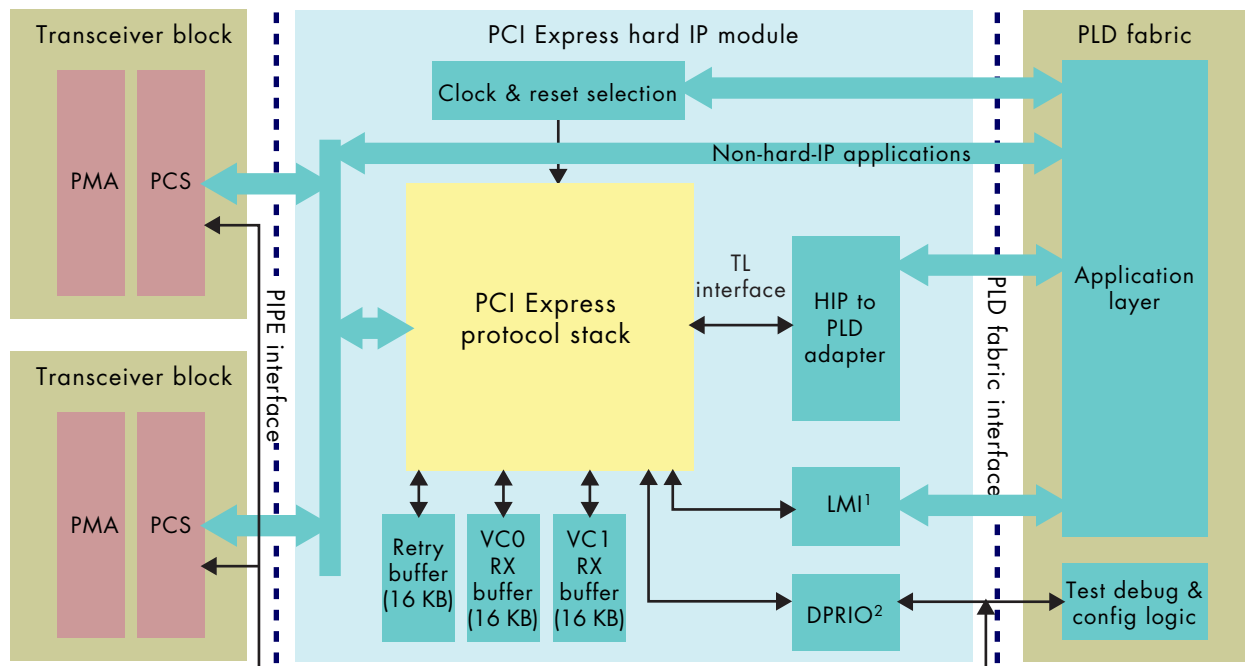 Transceiver block
PMA
PCS
Transceiver block
PMA
PCS
PIPE interface
PCI Express hard IP module
Clock & reset selection
Non-hard-IP applications
PCI Express
protocol stack
TL
interface
HIP to
PLD
adapter
LMI¹
DPRIO²
Retry
buffer
(16 KB)
VC0
RX
buffer
(16 KB)
VC1
RX
buffer
(16 KB)
PLD fabric interface
PLD fabric
Application
layer
Test debug &
config logic